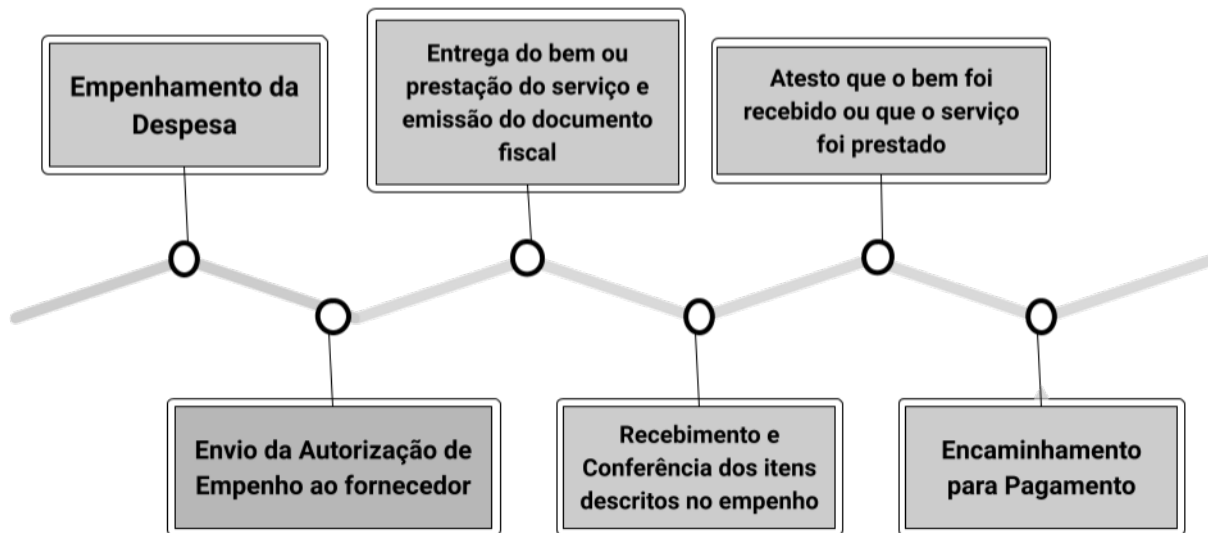 Empenhamento da
Despesa
Envio da Autorização de
Empenho ao fornecedor
Entrega do bem ou
prestação do serviço e
emissão do documento
fiscal
Recebimento e
Conferência dos itens
descritos no empenho
Atesto que o bem foi
recebido ou que o serviço
foi prestado
Encaminhamento
para Pagamento